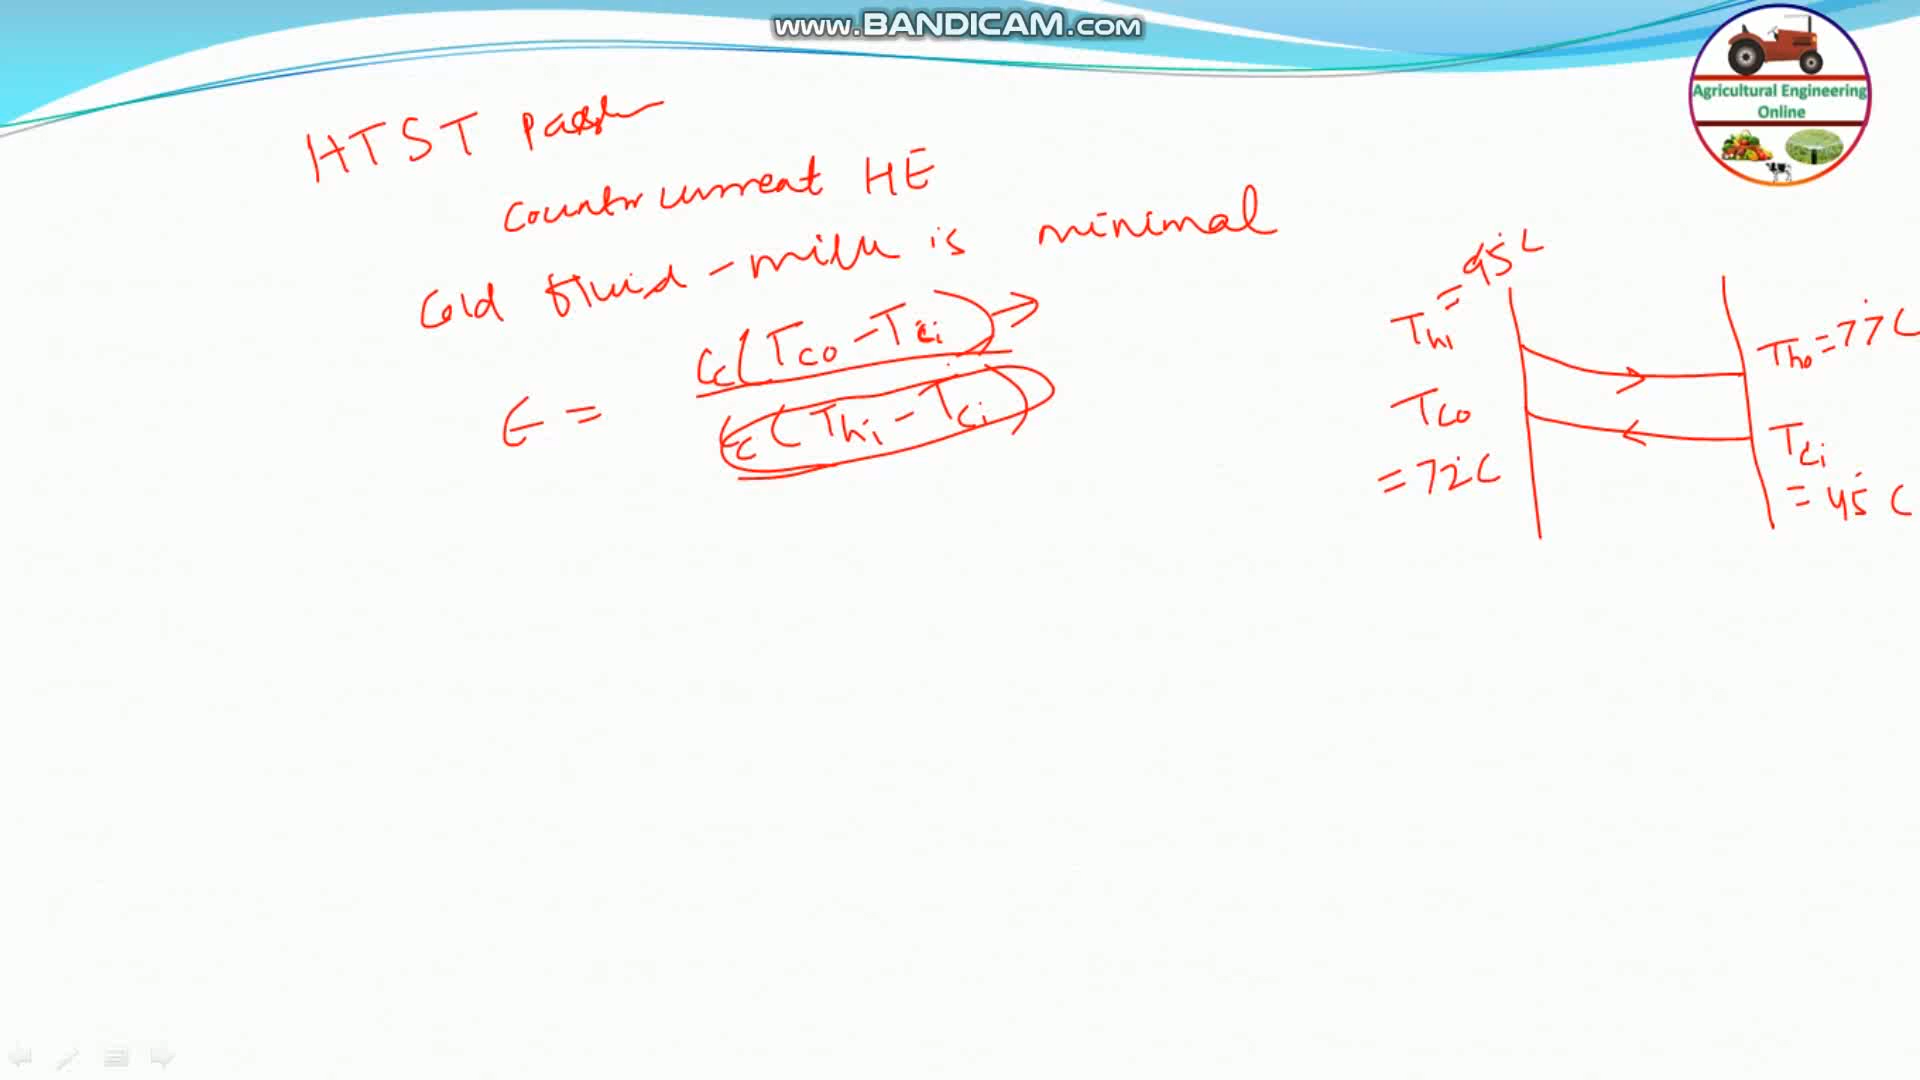 www.BANDICAM.com
Agricultural Engineering
Online
HTST
countercurrent HE
Cold fluid - milk is minimal
ε = Cc(Tco - Tci) →
Cc(Thi - Tci)
Thi = 95°C
Tho = 77°C
Tco
= 72°C
Tci
= 45°C